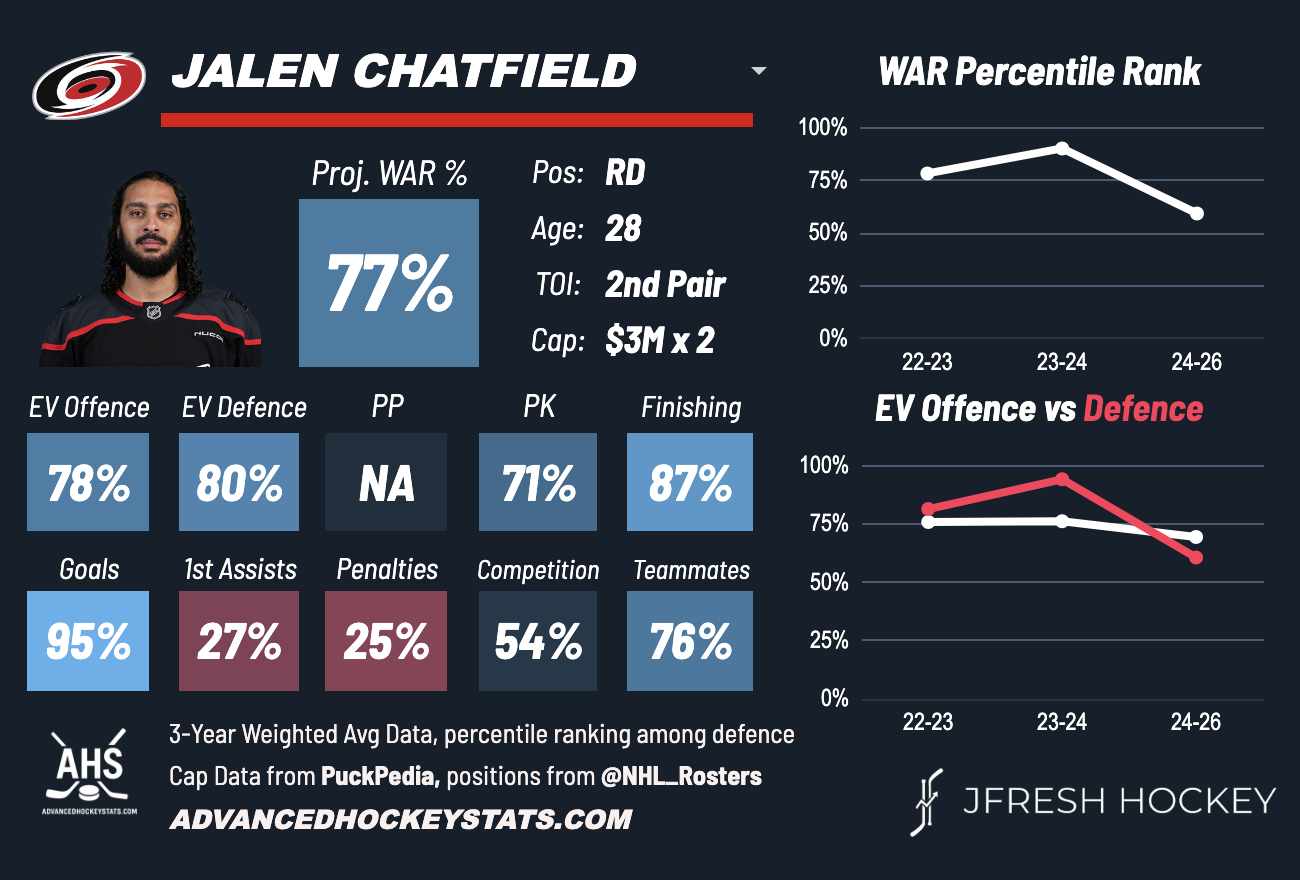 JALEN CHATFIELD
Proj. WAR %
77%
Pos: RD
Age: 28
TOI: 2nd Pair
Cap: $3M x 2
EV Offence EV Defence PP PK Finishing
78% 80% NA 71% 87%
Goals 1st Assists Penalties Competition Teammates
95% 27% 25% 54% 76%
WAR Percentile Rank
100%
75%
50%
25%
0%
22-23 23-24 24-26
EV Offence vs Defence
100%
75%
50%
25%
0%
22-23 23-24 24-26
AHS
ADVANCEDHOCKEYSTATS.COM
3-Year Weighted Avg Data, percentile ranking among defence
Cap Data from PuckPedia, positions from @NHL_Rosters
ADVANCEDHOCKEYSTATS.COM
JFRESH HOCKEY